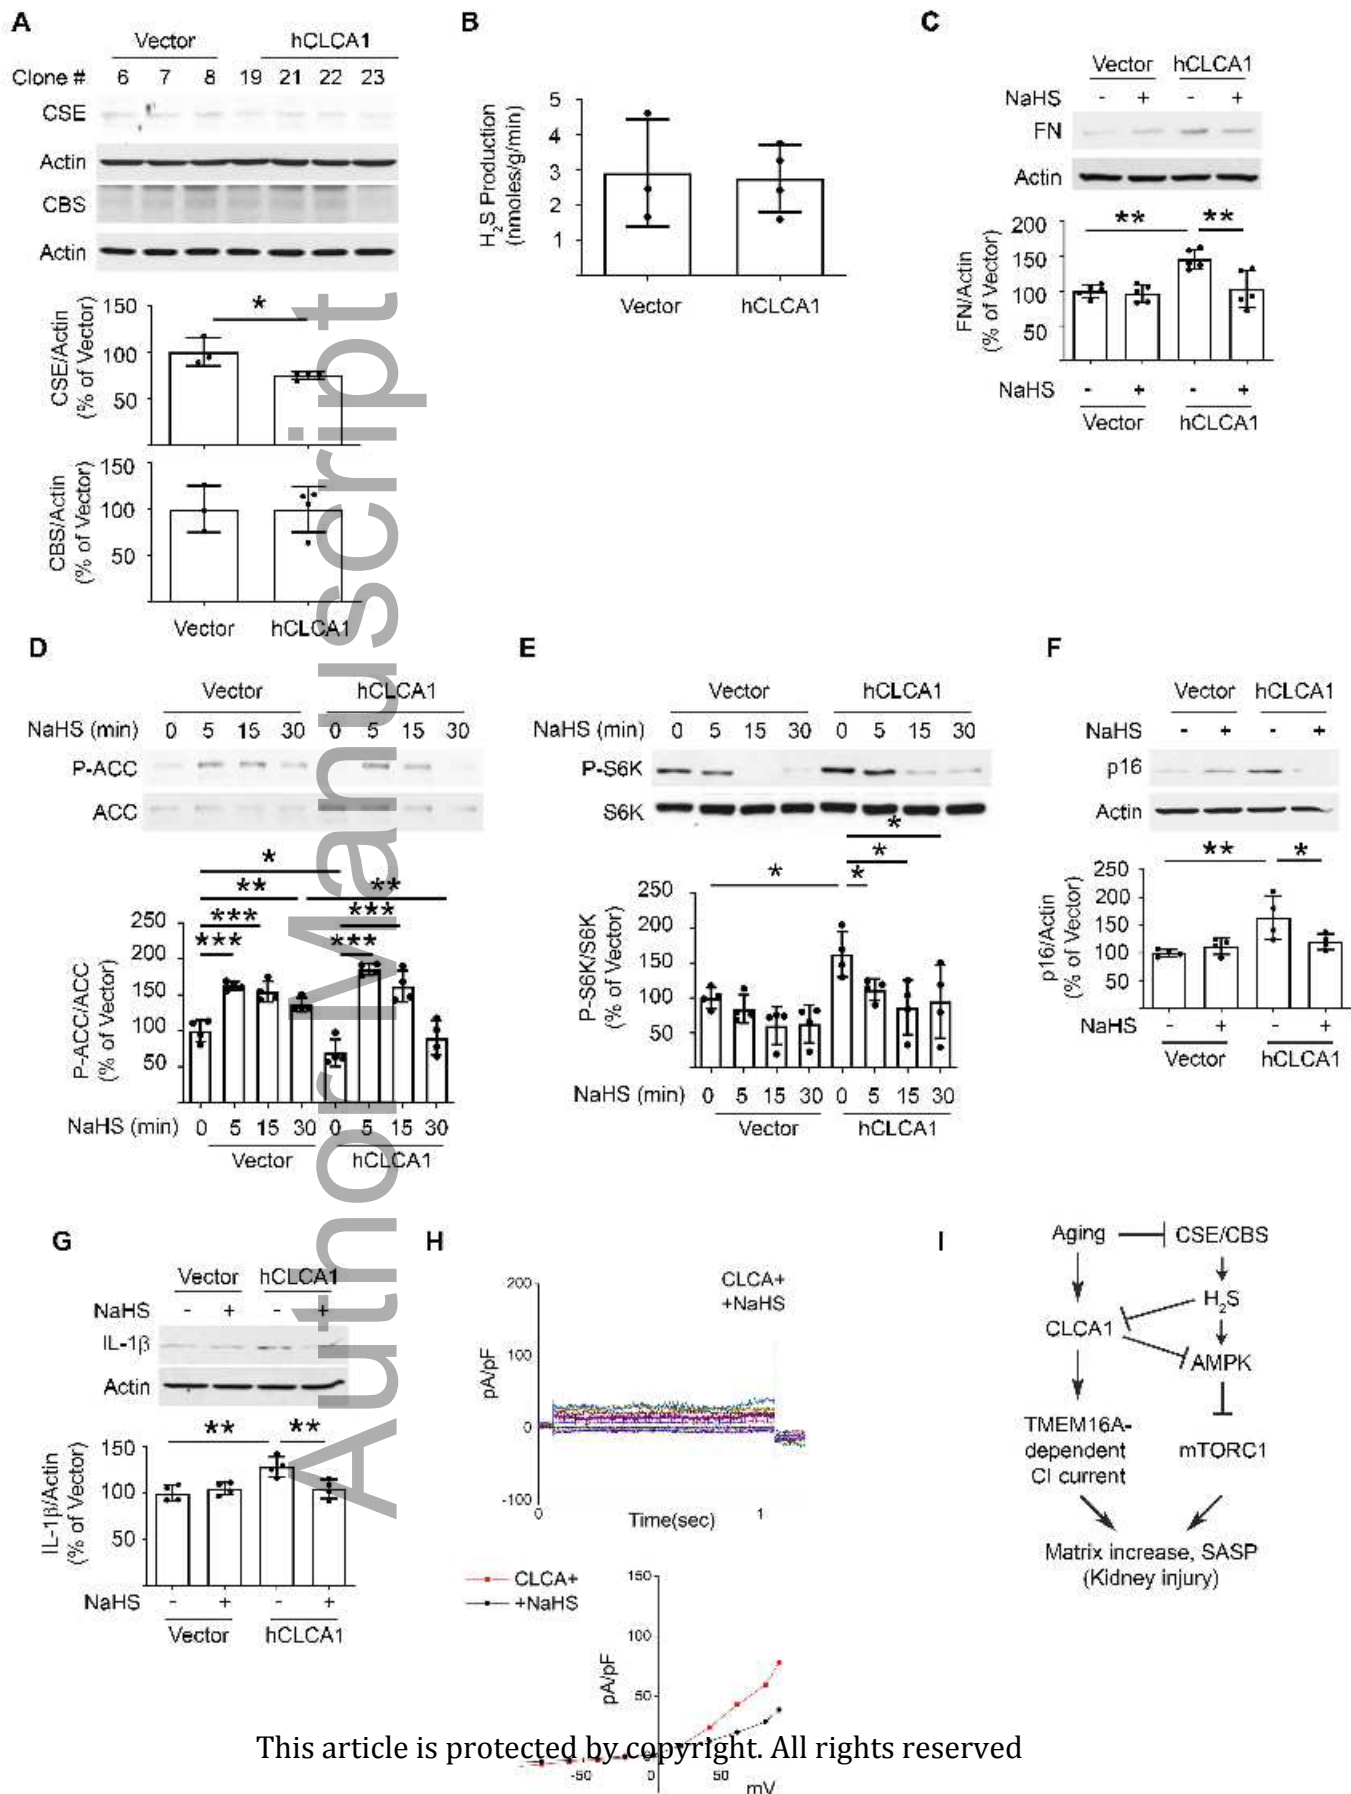 A
Vector hCLCA1
Clone # 6 7 8 19 21 22 23
CSE
Actin
CBS
Actin
CSE/Actin
(% of Vector)
150
100
50
*
CBS/Actin
(% of Vector)
150
100
50
Vector hCLCA1
B
H2S Production
(nmoles/g/min)
5
4
3
2
1
Vector hCLCA1
C
Vector hCLCA1
NaHS - + - +
FN
Actin
FN/Actin
(% of Vector)
200
150
100
50
** **
NaHS - + - +
Vector hCLCA1
D
Vector hCLCA1
NaHS (min) 0 5 15 30 0 5 15 30
P-ACC
ACC
*
** **
*** ***
*** ***
P-ACC/ACC
(% of Vector)
250
200
150
100
50
NaHS (min) 0 5 15 30 0 5 15 30
Vector hCLCA1
E
Vector hCLCA1
NaHS (min) 0 5 15 30 0 5 15 30
P-S6K
S6K
*
*
* *
P-S6K/S6K
(% of Vector)
250
200
150
100
50
NaHS (min) 0 5 15 30 0 5 15 30
Vector hCLCA1
F
Vector hCLCA1
NaHS - + - +
p16
Actin
** *
p16/Actin
(% of Vector)
250
200
150
100
50
NaHS - + - +
Vector hCLCA1
G
Vector hCLCA1
NaHS - + - +
IL-1β
Actin
** **
IL-1β/Actin
(% of Vector)
150
100
50
NaHS - + - +
Vector hCLCA1
H
CLCA+
+NaHS
pA/pF
200
100
0
-100
0 1
Time(sec)
CLCA+
+NaHS
pA/pF
150
100
50
-50 0 50
mV
I
Aging CSE/CBS
H2S
CLCA1
AMPK
TMEM16A-
dependent
Cl current
mTORC1
Matrix increase, SASP
(Kidney injury)
Author Manuscript
This article is protected by copyright. All rights reserved